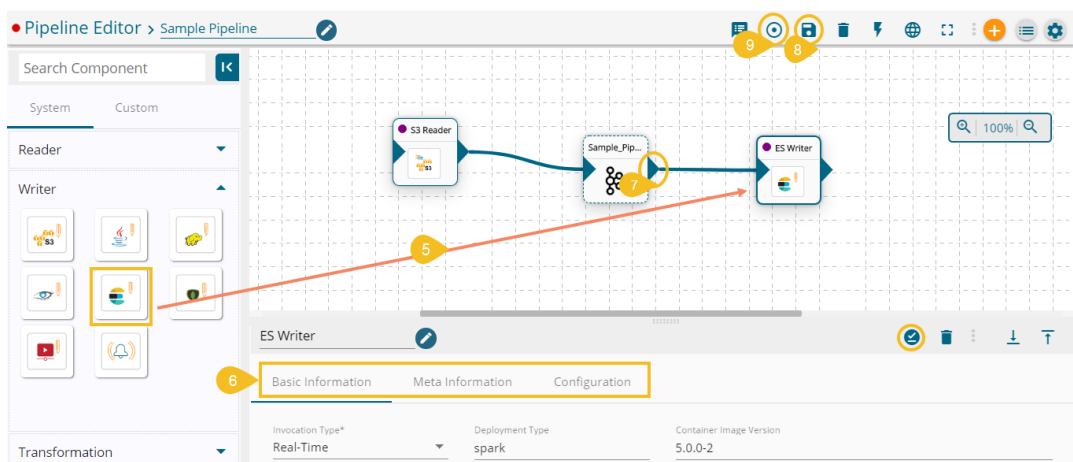 Pipeline Editor > Sample Pipeline
9
8
Search Component
System
Custom
Reader
Writer
S3
S3 Reader
S3
Sample_Pip...
7
ES Writer
100%
5
ES Writer
6
Basic Information
Meta Information
Configuration
Invocation Type*
Deployment Type
Container Image Version
Real-Time
spark
5.0.0-2
Transformation